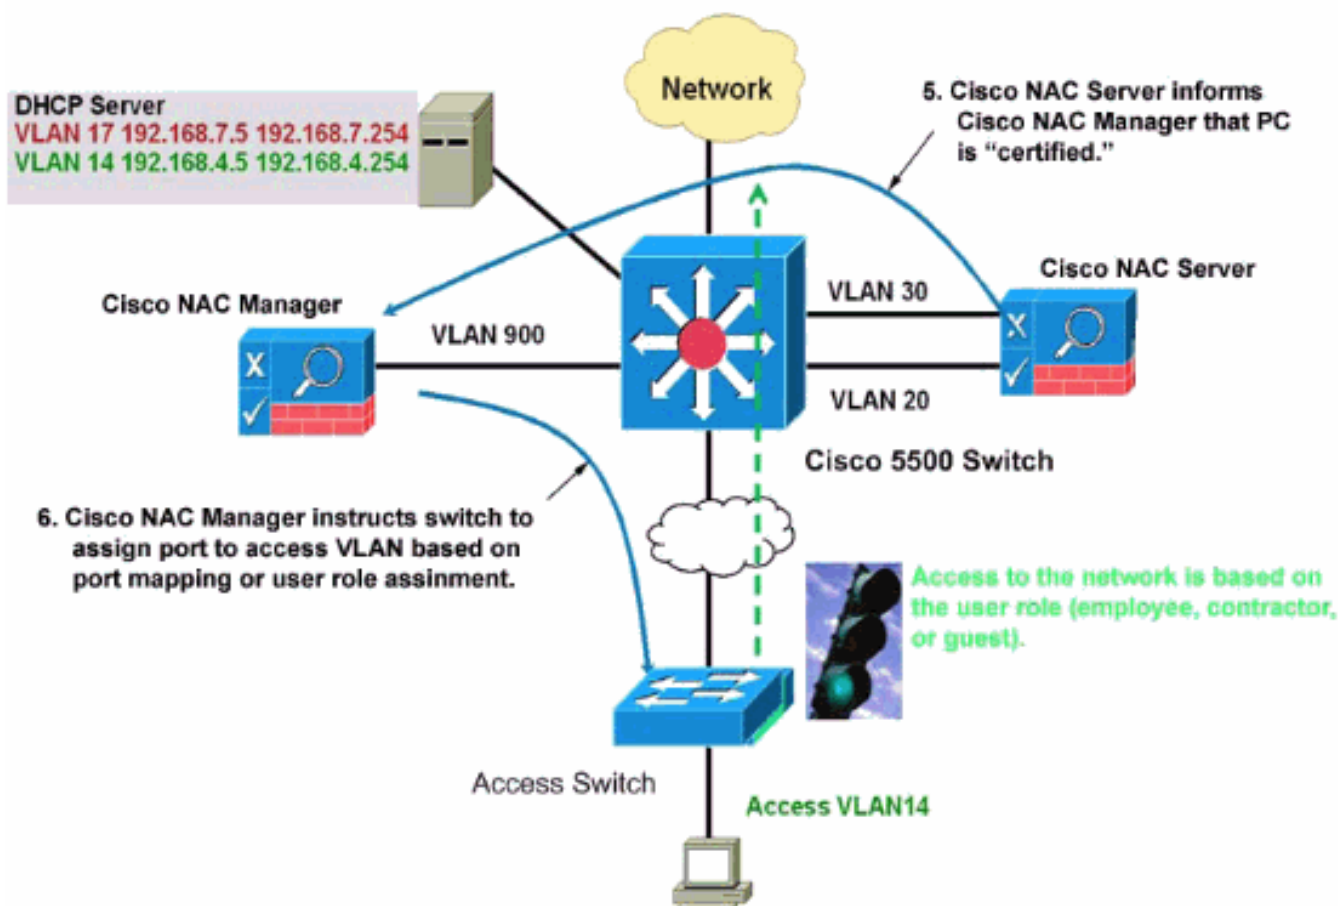 Network
DHCP Server
VLAN 17 192.168.7.5 192.168.7.254
VLAN 14 192.168.4.5 192.168.4.254
5. Cisco NAC Server informs
Cisco NAC Manager that PC
is “certified.”
Cisco NAC Manager
VLAN 900
VLAN 30
Cisco NAC Server
VLAN 20
Cisco 5500 Switch
6. Cisco NAC Manager instructs switch to
assign port to access VLAN based on
port mapping or user role assinment.
Access to the network is based on
the user role (employee, contractor,
or guest).
Access Switch
Access VLAN14